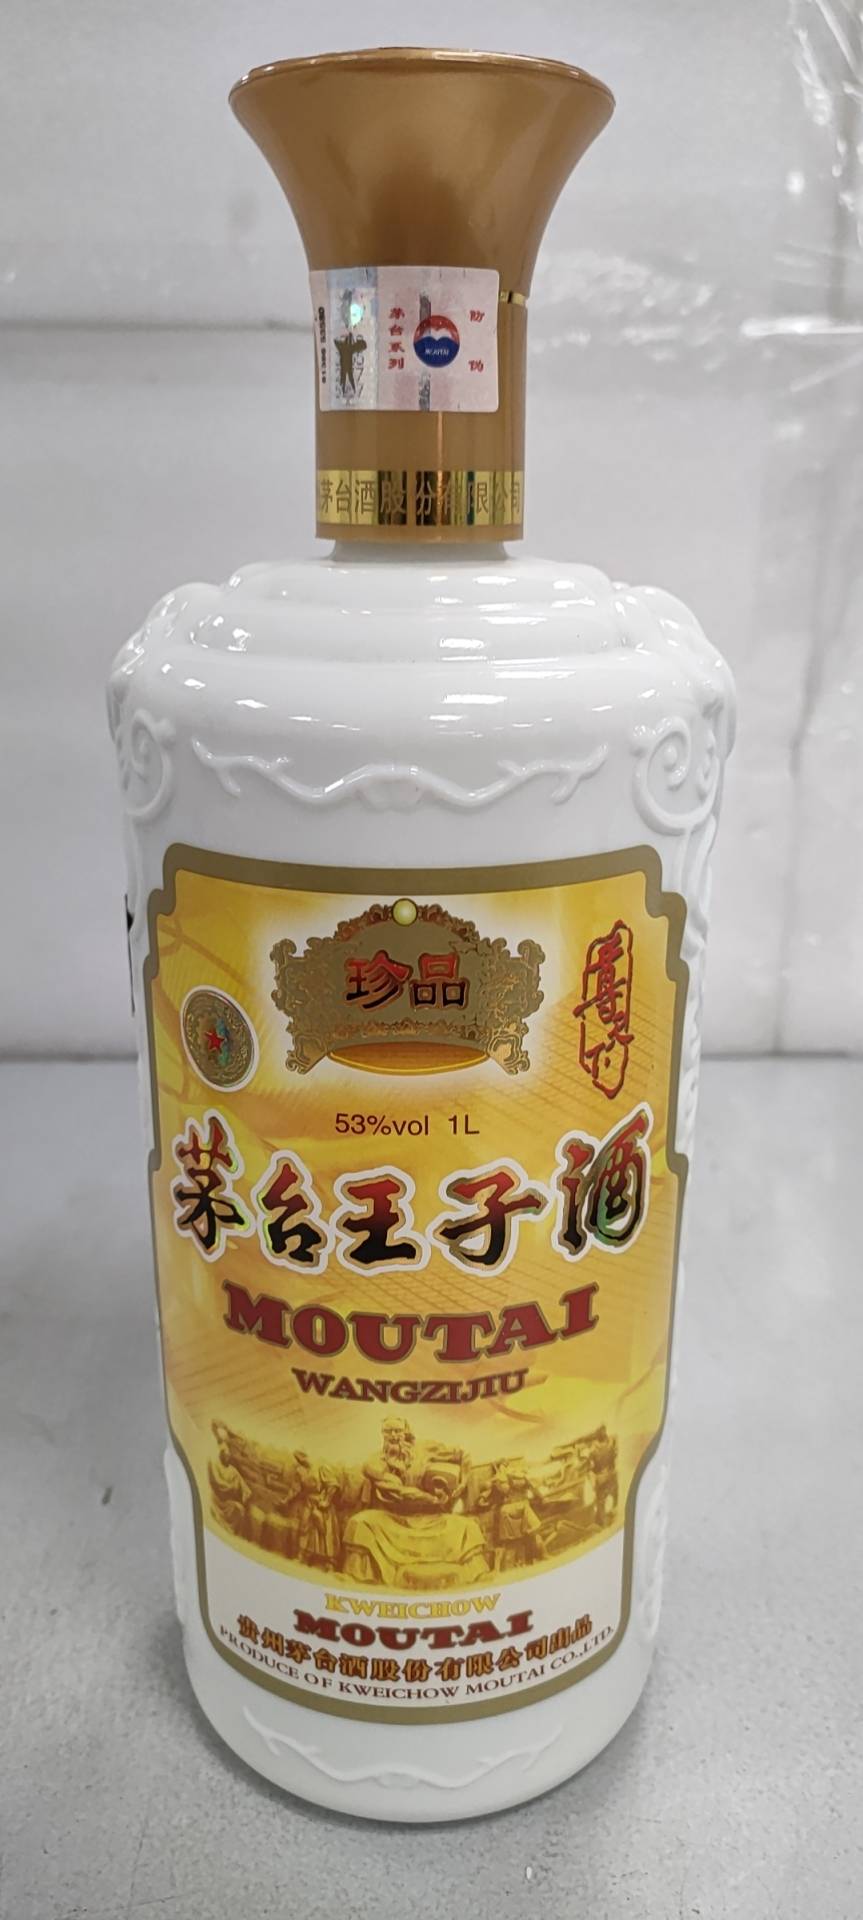 茅台系列
防伪
茅台酒股份有限公司
珍品
53%vol 1L
茅台王子酒
MOUTAI
WANGZIJIU
KWEICHOW
MOUTAI
贵州茅台酒股份有限公司出品
PRODUCE OF KWEICHOW MOUTAI CO.,LTD.